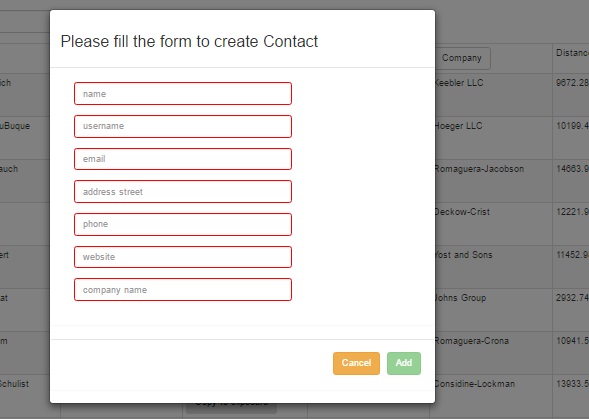 Please fill the form to create Contact
name
username
email
address street
phone
website
company name
Cancel Add
Company Distanc
ich Keebler LLC 9672.28
uBuque Hoeger LLC 10199.4
auch Romaguera-Jacobson 14663.9
Deckow-Crist 12221.9
ert Yost and Sons 11452.9
at Johns Group 2932.74
m Romaguera-Crona 10941.5
Schulist Considine-Lockman 13933.5